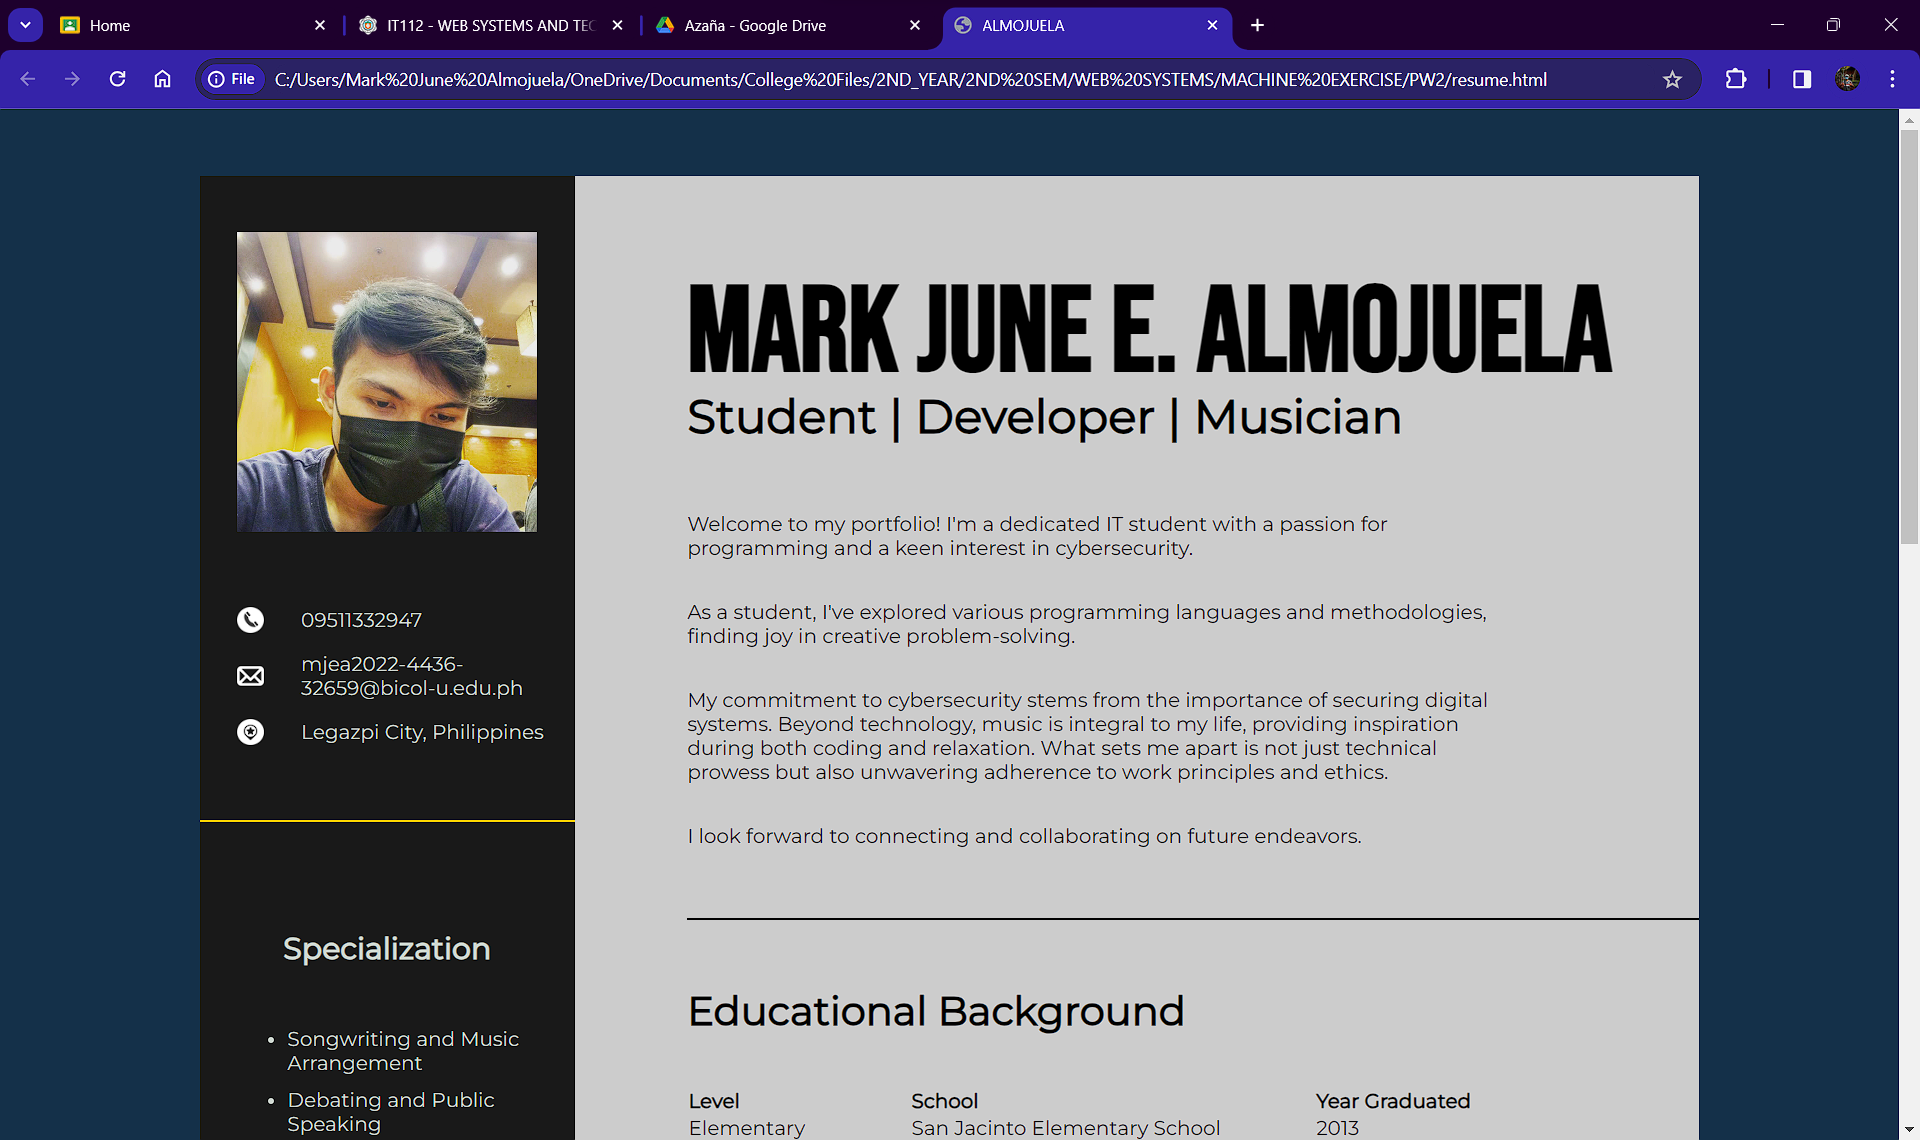 Home
IT112 - WEB SYSTEMS AND TEC
Azaña - Google Drive
ALMOJUELA
File
C:/Users/Mark%20June%20Almojuela/OneDrive/Documents/College%20Files/2ND_YEAR/2ND%20SEM/WEB%20SYSTEMS/MACHINE%20EXERCISE/PW2/resume.html
09511332947
mjea2022-4436-
32659@bicol-u.edu.ph
Legazpi City, Philippines
Specialization
• Songwriting and Music
Arrangement
• Debating and Public
Speaking
MARK JUNE E. ALMOJUELA
Student | Developer | Musician
Welcome to my portfolio! I'm a dedicated IT student with a passion for
programming and a keen interest in cybersecurity.
As a student, I've explored various programming languages and methodologies,
finding joy in creative problem-solving.
My commitment to cybersecurity stems from the importance of securing digital
systems. Beyond technology, music is integral to my life, providing inspiration
during both coding and relaxation. What sets me apart is not just technical
prowess but also unwavering adherence to work principles and ethics.
I look forward to connecting and collaborating on future endeavors.
Educational Background
Level School Year Graduated
Elementary San Jacinto Elementary School 2013